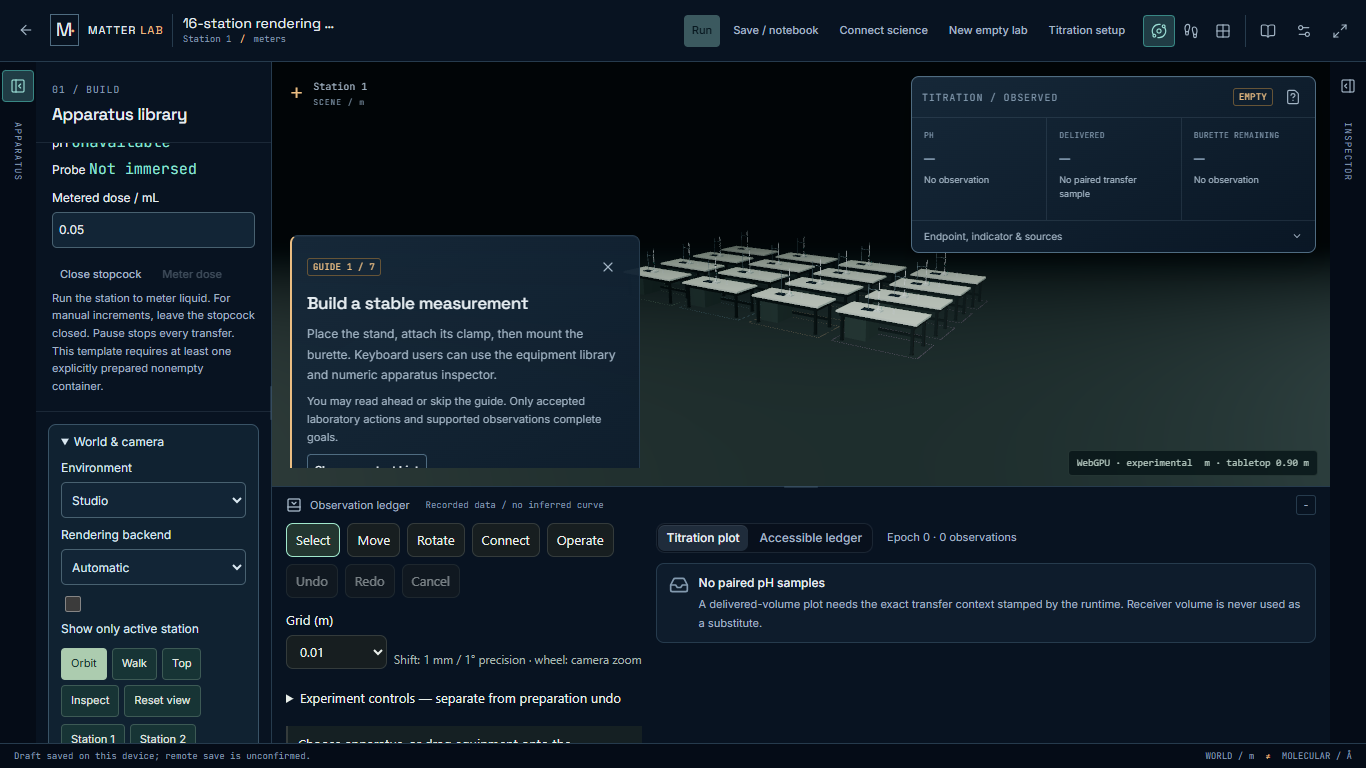 M
MATTER LAB
16-station rendering ...
Station 1 / meters
Run
Save / notebook
Connect science
New empty lab
Titration setup
APPARATUS
01 / BUILD
Apparatus library
pH Unavailable
Probe Not immersed
Metered dose / mL
0.05
Close stopcock
Meter dose
Run the station to meter liquid. For
manual increments, leave the stopcock
closed. Pause stops every transfer.
This template requires at least one
explicitly prepared nonempty
container.
▼ World & camera
Environment
Studio
Rendering backend
Automatic
Show only active station
Orbit
Walk
Top
Inspect
Reset view
Station 1
Station 2
Station 1
SCENE / m
GUIDE 1 / 7
Build a stable measurement
Place the stand, attach its clamp, then mount the
burette. Keyboard users can use the equipment library
and numeric apparatus inspector.
You may read ahead or skip the guide. Only accepted
laboratory actions and supported observations complete
goals.
TITRATION / OBSERVED
EMPTY
PH
—
No observation
DELIVERED
—
No paired transfer
sample
BURETTE REMAINING
—
No observation
Endpoint, indicator & sources
WebGPU · experimental m · tabletop 0.90 m
INSPECTOR
Observation ledger
Recorded data / no inferred curve
-
Select
Move
Rotate
Connect
Operate
Undo
Redo
Cancel
Grid (m)
0.01
Shift: 1 mm / 1° precision · wheel: camera zoom
▶ Experiment controls — separate from preparation undo
Titration plot
Accessible ledger
Epoch 0 · 0 observations
No paired pH samples
A delivered-volume plot needs the exact transfer context stamped by the runtime. Receiver volume is never used as
a substitute.
Draft saved on this device; remote save is unconfirmed.
WORLD / m ≠ MOLECULAR / Å